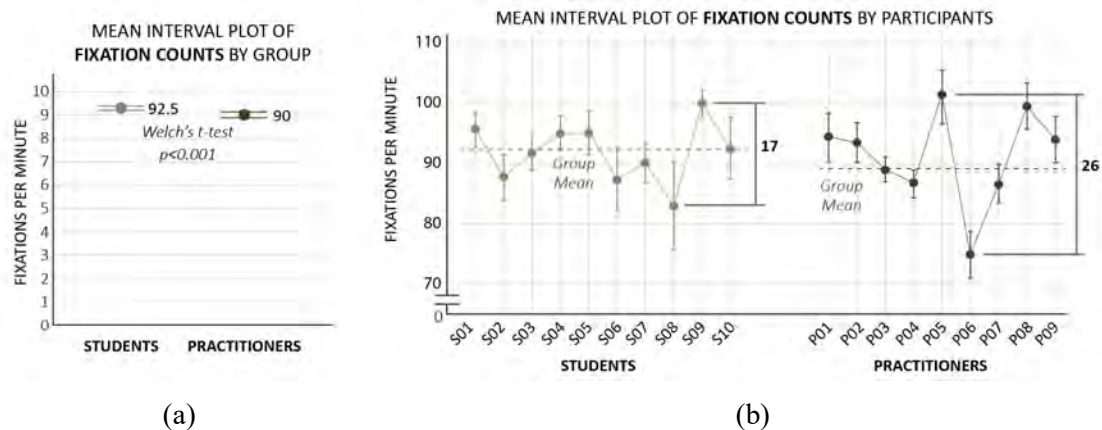 MEAN INTERVAL PLOT OF
FIXATION COUNTS BY GROUP
FIXATIONS PER MINUTE
10
9
8
7
6
5
4
3
2
1
0
92.5
90
Welch's t-test
p<0.001
STUDENTS PRACTITIONERS
(a)
MEAN INTERVAL PLOT OF FIXATION COUNTS BY PARTICIPANTS
FIXATIONS PER MINUTE
110
100
90
80
70
0
Group
Mean
17
Group
Mean
26
S01 S02 S03 S04 S05 S06 S07 S08 S09 S10
P01 P02 P03 P04 P05 P06 P07 P08 P09
STUDENTS PRACTITIONERS
(b)